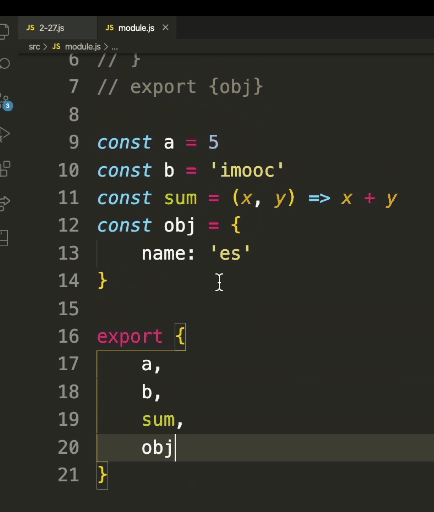 JS 2-27.js JS module.js ×
src > JS module.js > ...
6 // }
7 // export {obj}
8
9 const a = 5
10 const b = 'imooc'
11 const sum = (x, y) => x + y
12 const obj = {
13 name: 'es'
14 }
15
16 export {
17 a,
18 b,
19 sum,
20 obj
21 }
3